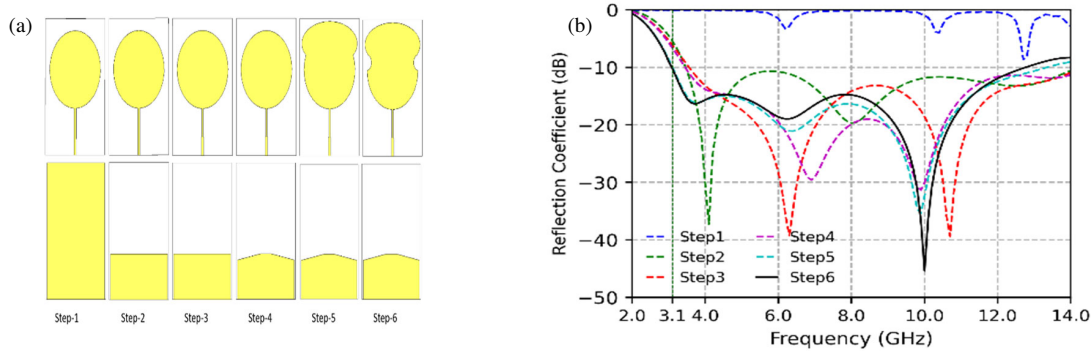 (a)
Step-1 Step-2 Step-3 Step-4 Step-5 Step-6
(b)
Reflection Coefficient (dB)
0
−10
−20
−30
−40
−50
Step1 Step4
Step2 Step5
Step3 Step6
2.0 3.1 4.0 6.0 8.0 10.0 12.0 14.0
Frequency (GHz)